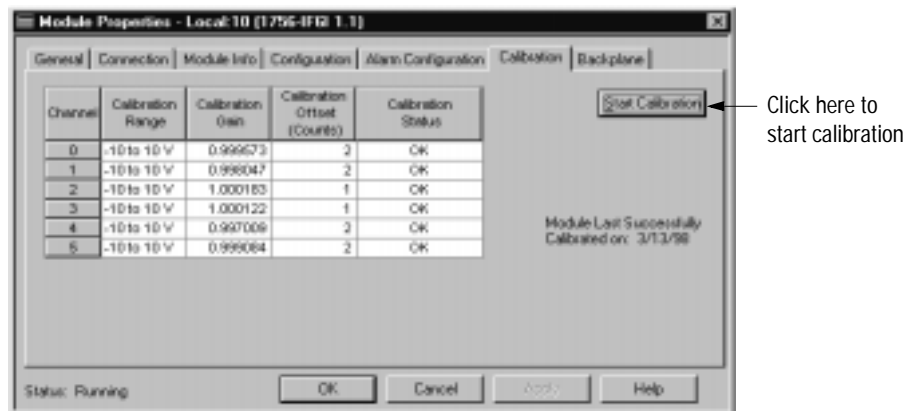 Module Properties - Local:10 (1756-IF6I 1.1)
General Connection Module Info Configuration Alarm Configuration Calibration Backplane
Channel Calibration Range Calibration Gain Calibration Offset (Counts) Calibration Status
0 -10 to 10 V 0.999573 2 OK
1 -10 to 10 V 0.998047 2 OK
2 -10 to 10 V 1.000183 1 OK
3 -10 to 10 V 1.000122 1 OK
4 -10 to 10 V 0.997009 2 OK
5 -10 to 10 V 0.999084 2 OK
Start Calibration
Click here to
start calibration
Module Last Successfully
Calibrated on: 3/13/98
Status: Running
OK Cancel Apply Help